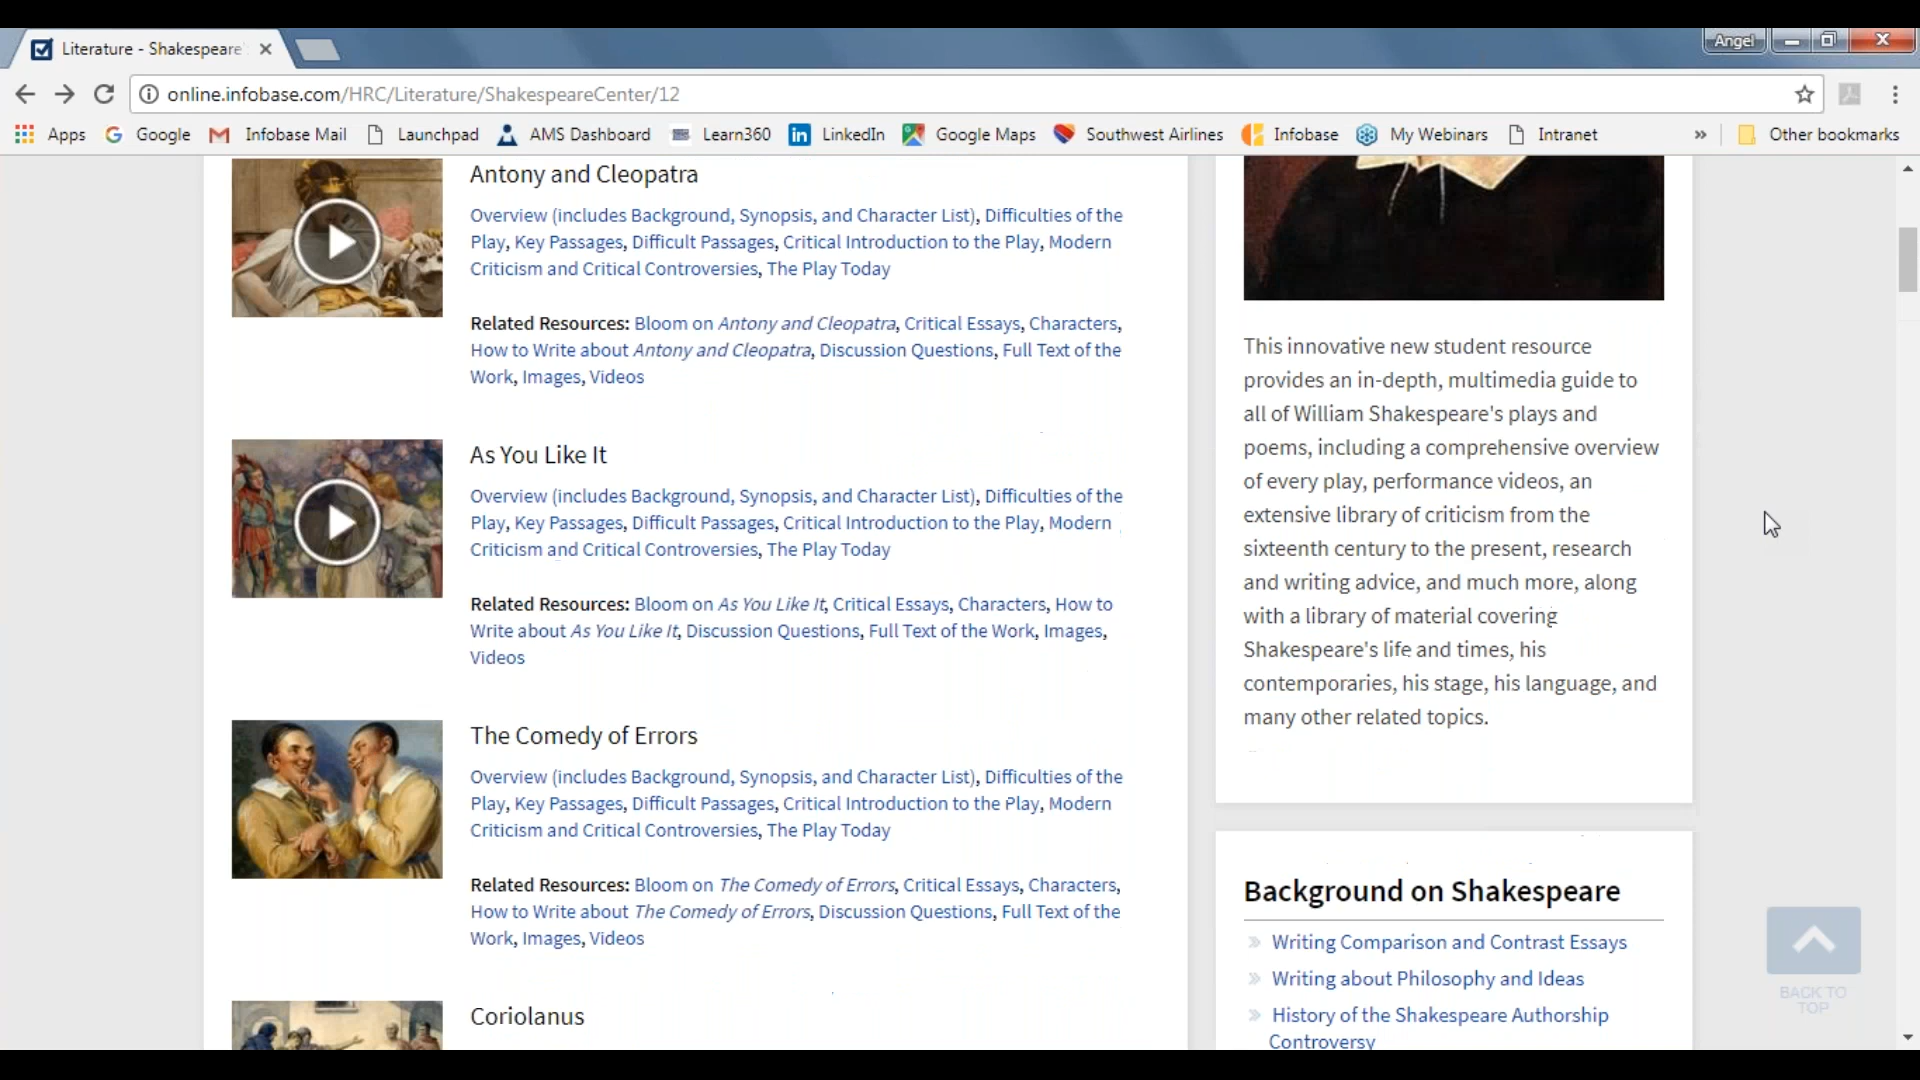 Literature - Shakespeare'
Angel
online.infobase.com/HRC/Literature/ShakespeareCenter/12
Apps Google Infobase Mail Launchpad AMS Dashboard Learn360 LinkedIn Google Maps Southwest Airlines Infobase My Webinars Intranet » Other bookmarks
Antony and Cleopatra
Overview (includes Background, Synopsis, and Character List), Difficulties of the
Play, Key Passages, Difficult Passages, Critical Introduction to the Play, Modern
Criticism and Critical Controversies, The Play Today
Related Resources: Bloom on Antony and Cleopatra, Critical Essays, Characters,
How to Write about Antony and Cleopatra, Discussion Questions, Full Text of the
Work, Images, Videos
As You Like It
Overview (includes Background, Synopsis, and Character List), Difficulties of the
Play, Key Passages, Difficult Passages, Critical Introduction to the Play, Modern
Criticism and Critical Controversies, The Play Today
Related Resources: Bloom on As You Like It, Critical Essays, Characters, How to
Write about As You Like It, Discussion Questions, Full Text of the Work, Images,
Videos
The Comedy of Errors
Overview (includes Background, Synopsis, and Character List), Difficulties of the
Play, Key Passages, Difficult Passages, Critical Introduction to the Play, Modern
Criticism and Critical Controversies, The Play Today
Related Resources: Bloom on The Comedy of Errors, Critical Essays, Characters,
How to Write about The Comedy of Errors, Discussion Questions, Full Text of the
Work, Images, Videos
Coriolanus
This innovative new student resource
provides an in-depth, multimedia guide to
all of William Shakespeare's plays and
poems, including a comprehensive overview
of every play, performance videos, an
extensive library of criticism from the
sixteenth century to the present, research
and writing advice, and much more, along
with a library of material covering
Shakespeare's life and times, his
contemporaries, his stage, his language, and
many other related topics.
Background on Shakespeare
» Writing Comparison and Contrast Essays
» Writing about Philosophy and Ideas
» History of the Shakespeare Authorship
Controversy
BACK TO
TOP